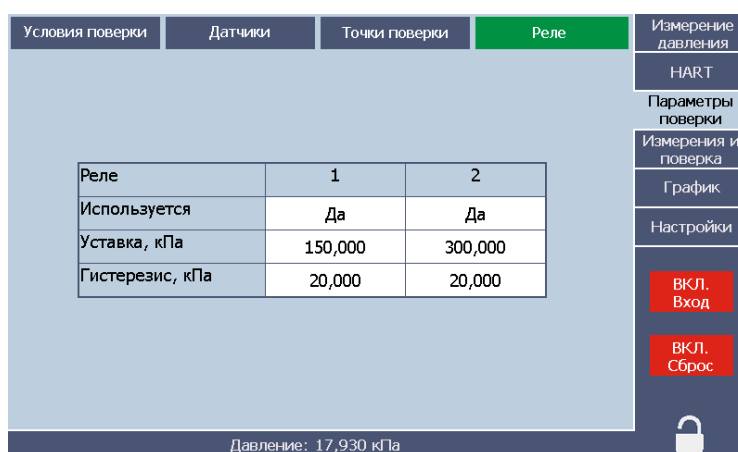 Условия поверки Датчики Точки поверки Реле
Измерение
давления
HART
Параметры
поверки
Измерения и
поверка
График
Настройки
Реле 1 2
Используется Да Да
Уставка, кПа 150,000 300,000
Гистерезис, кПа 20,000 20,000
ВКЛ.
Вход
ВКЛ.
Сброс
Давление: 17,930 кПа